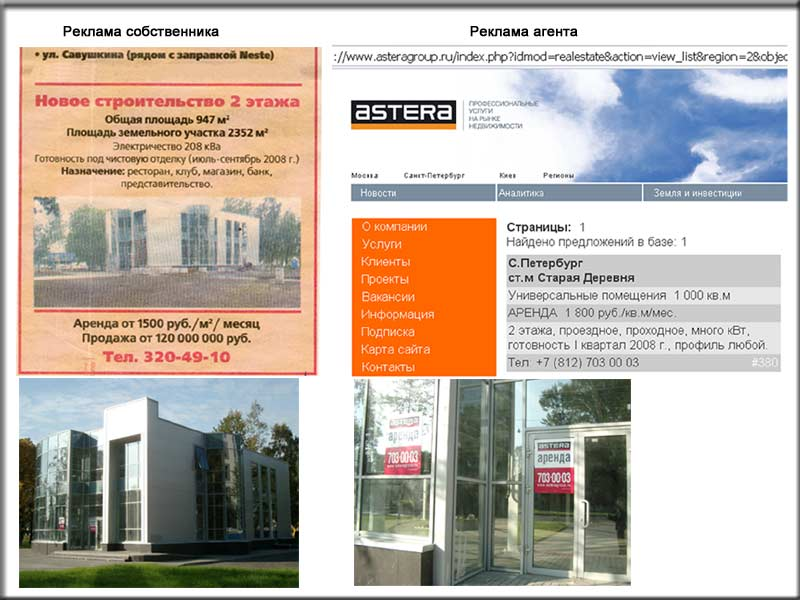 Реклама собственника
• ул. Савушкина (рядом с заправкой Neste)
Новое строительство 2 этажа
Общая площадь 947 м²
Площадь земельного участка 2352 м²
Электричество 208 кВа
Готовность под чистовую отделку (июль-сентябрь 2008 г.)
Назначение: ресторан, клуб, магазин, банк,
представительство.
Аренда от 1500 руб./м²/ месяц
Продажа от 120 000 000 руб.
Тел. 320-49-10
Реклама агента
://www.asteragroup.ru/index.php?idmod=realestate&action=view_list&region=2&objec
ASTERA
ПРОФЕССИОНАЛЬНЫЕ
УСЛУГИ
НА РЫНКЕ
НЕДВИЖИМОСТИ
Москва Санкт-Петербург Киев Регионы
Новости Аналитика Земля и инвестиции
О компании
Услуги
Клиенты
Проекты
Вакансии
Информация
Подписка
Карта сайта
Контакты
Страницы: 1
Найдено предложений в базе: 1
С.Петербург
ст.м Старая Деревня
Универсальные помещения 1 000 кв.м
АРЕНДА 1 800 руб./кв.м/мес.
2 этажа, проездное, проходное, много кВт,
готовность I квартал 2008 г., профиль любой.
Тел: +7 (812) 703 00 03 #380
ASTERA
аренда
703-00-03
ASTERA
аренда
703-00-03